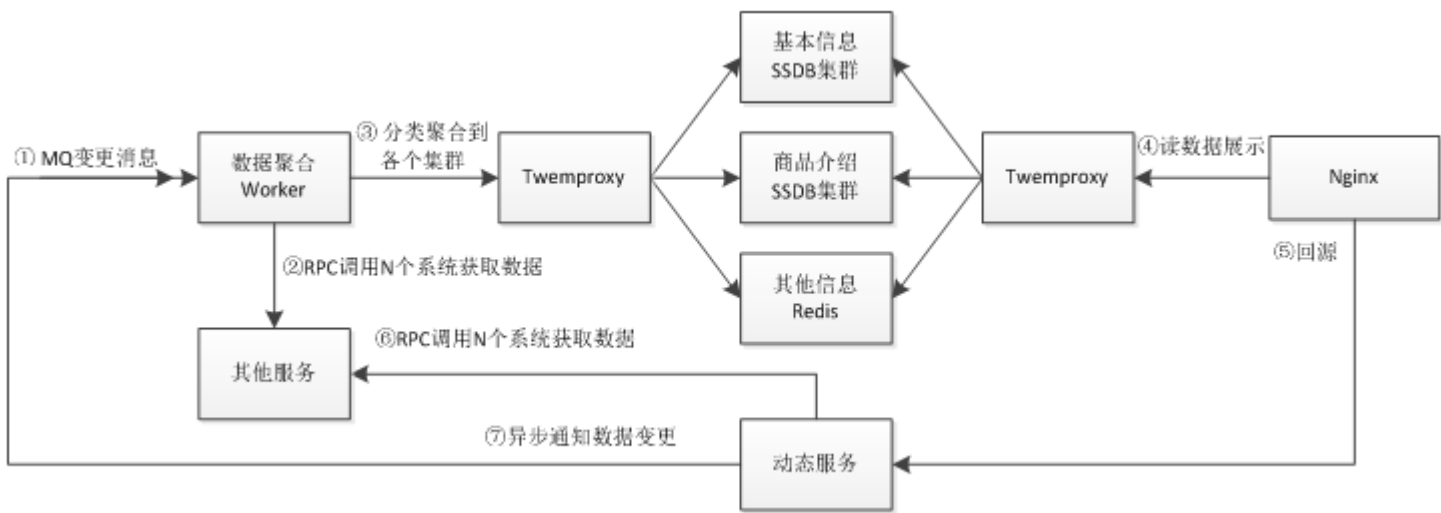 基本信息
SSDB集群
① MQ变更消息
数据聚合
Worker
③ 分类聚合到
各个集群
Twemproxy
商品介绍
SSDB集群
Twemproxy
④读数据展示
Nginx
②RPC调用N个系统获取数据
⑤回源
其他信息
Redis
⑥RPC调用N个系统获取数据
其他服务
⑦异步通知数据变更
动态服务